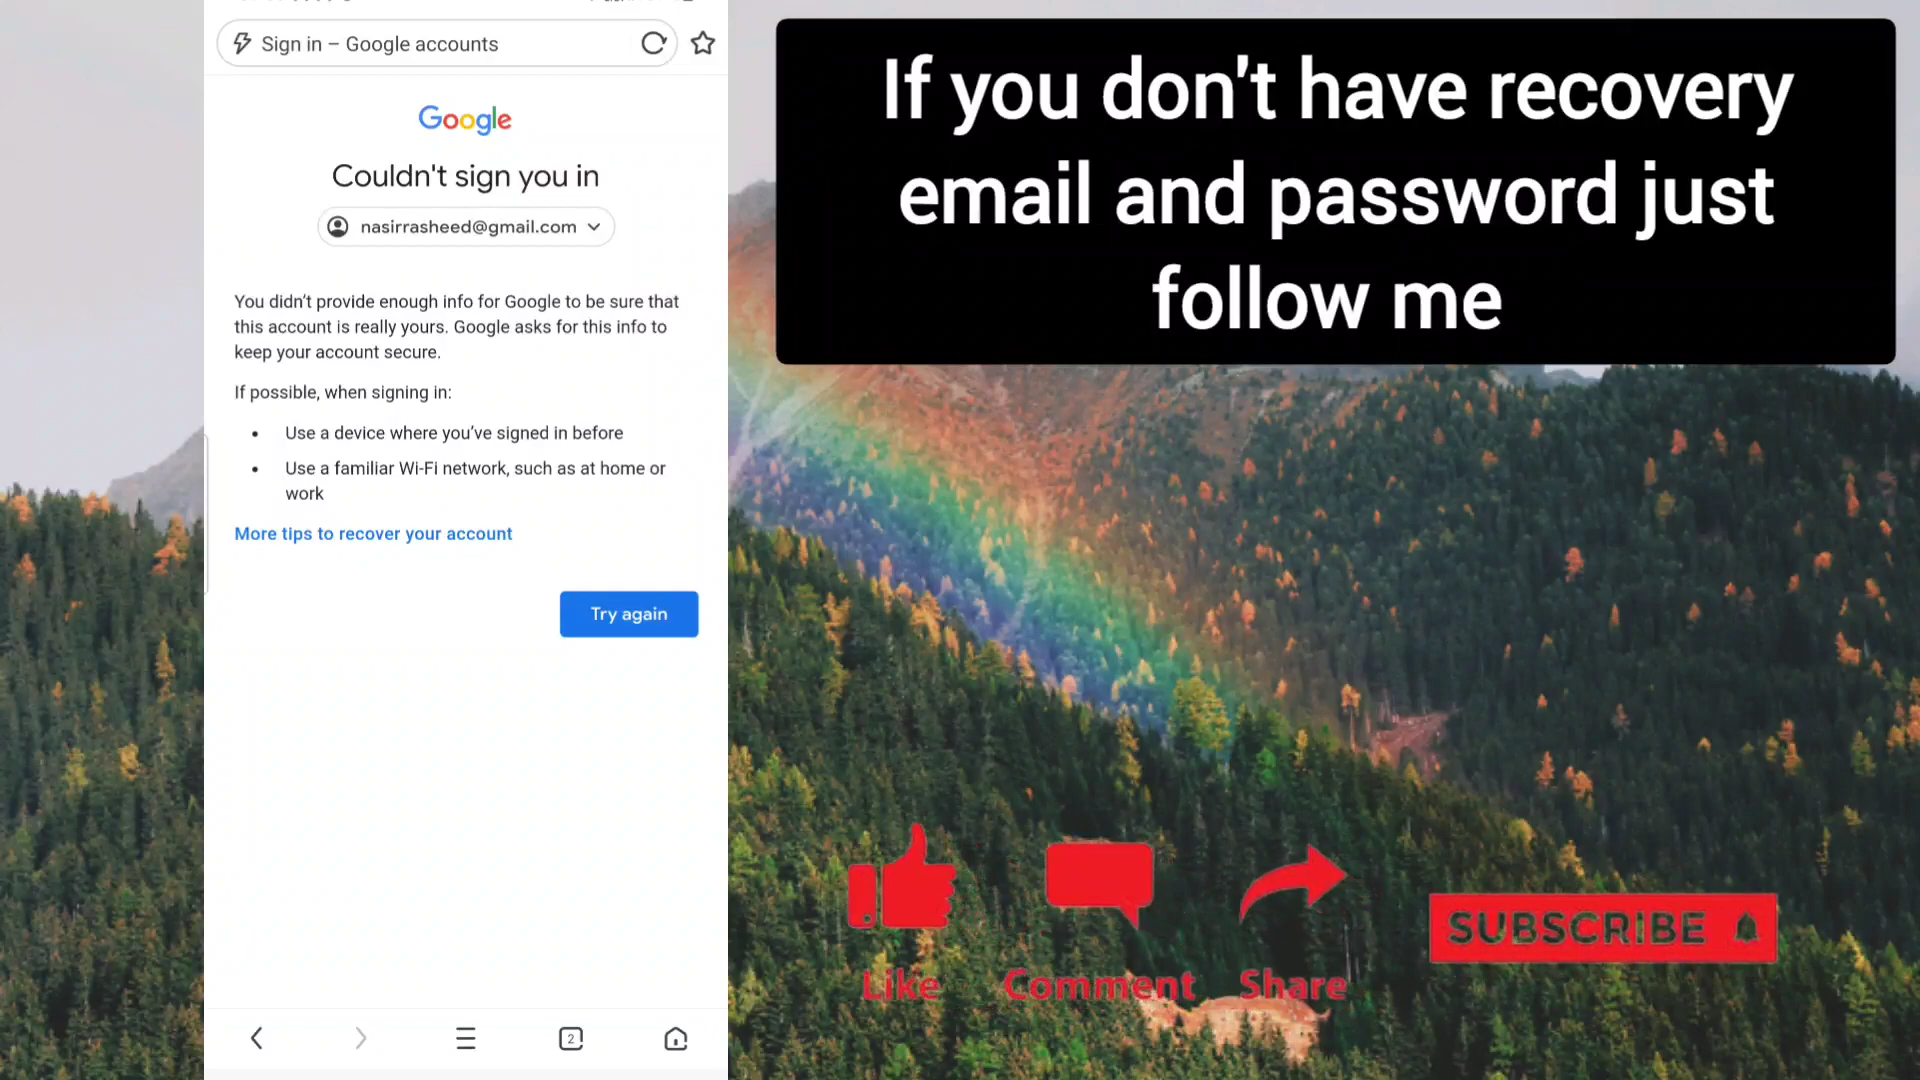 Sign in – Google accounts
Google
Couldn't sign you in
nasirrasheed@gmail.com
You didn't provide enough info for Google to be sure that
this account is really yours. Google asks for this info to
keep your account secure.
If possible, when signing in:
• Use a device where you've signed in before
• Use a familiar Wi-Fi network, such as at home or
work
More tips to recover your account
Try again
2
If you don't have recovery
email and password just
follow me
Like
Comment
Share
SUBSCRIBE